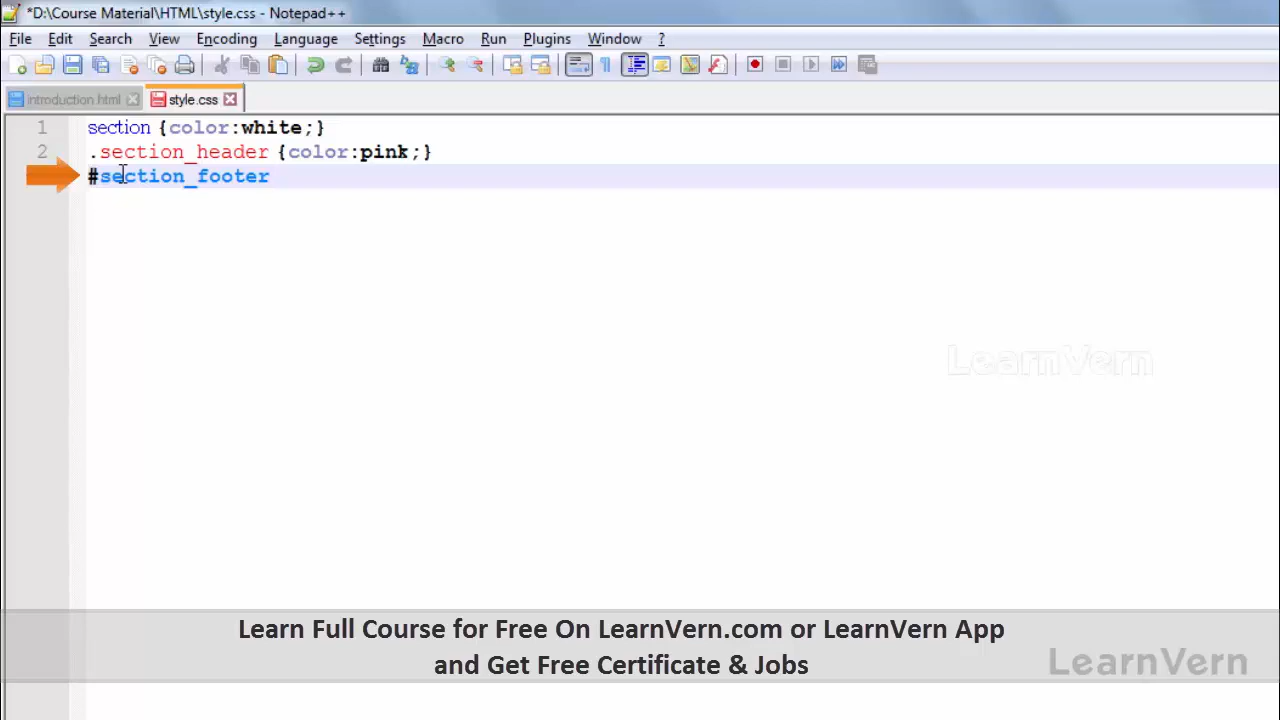 *D:\Course Material\HTML\style.css - Notepad++
File Edit Search View Encoding Language Settings Macro Run Plugins Window ?
introduction.html style.css
1 section {color:white;}
2 .section_header {color:pink;}
#section_footer
LearnVern
Learn Full Course for Free On LearnVern.com or LearnVern App
and Get Free Certificate & Jobs
LearnVern